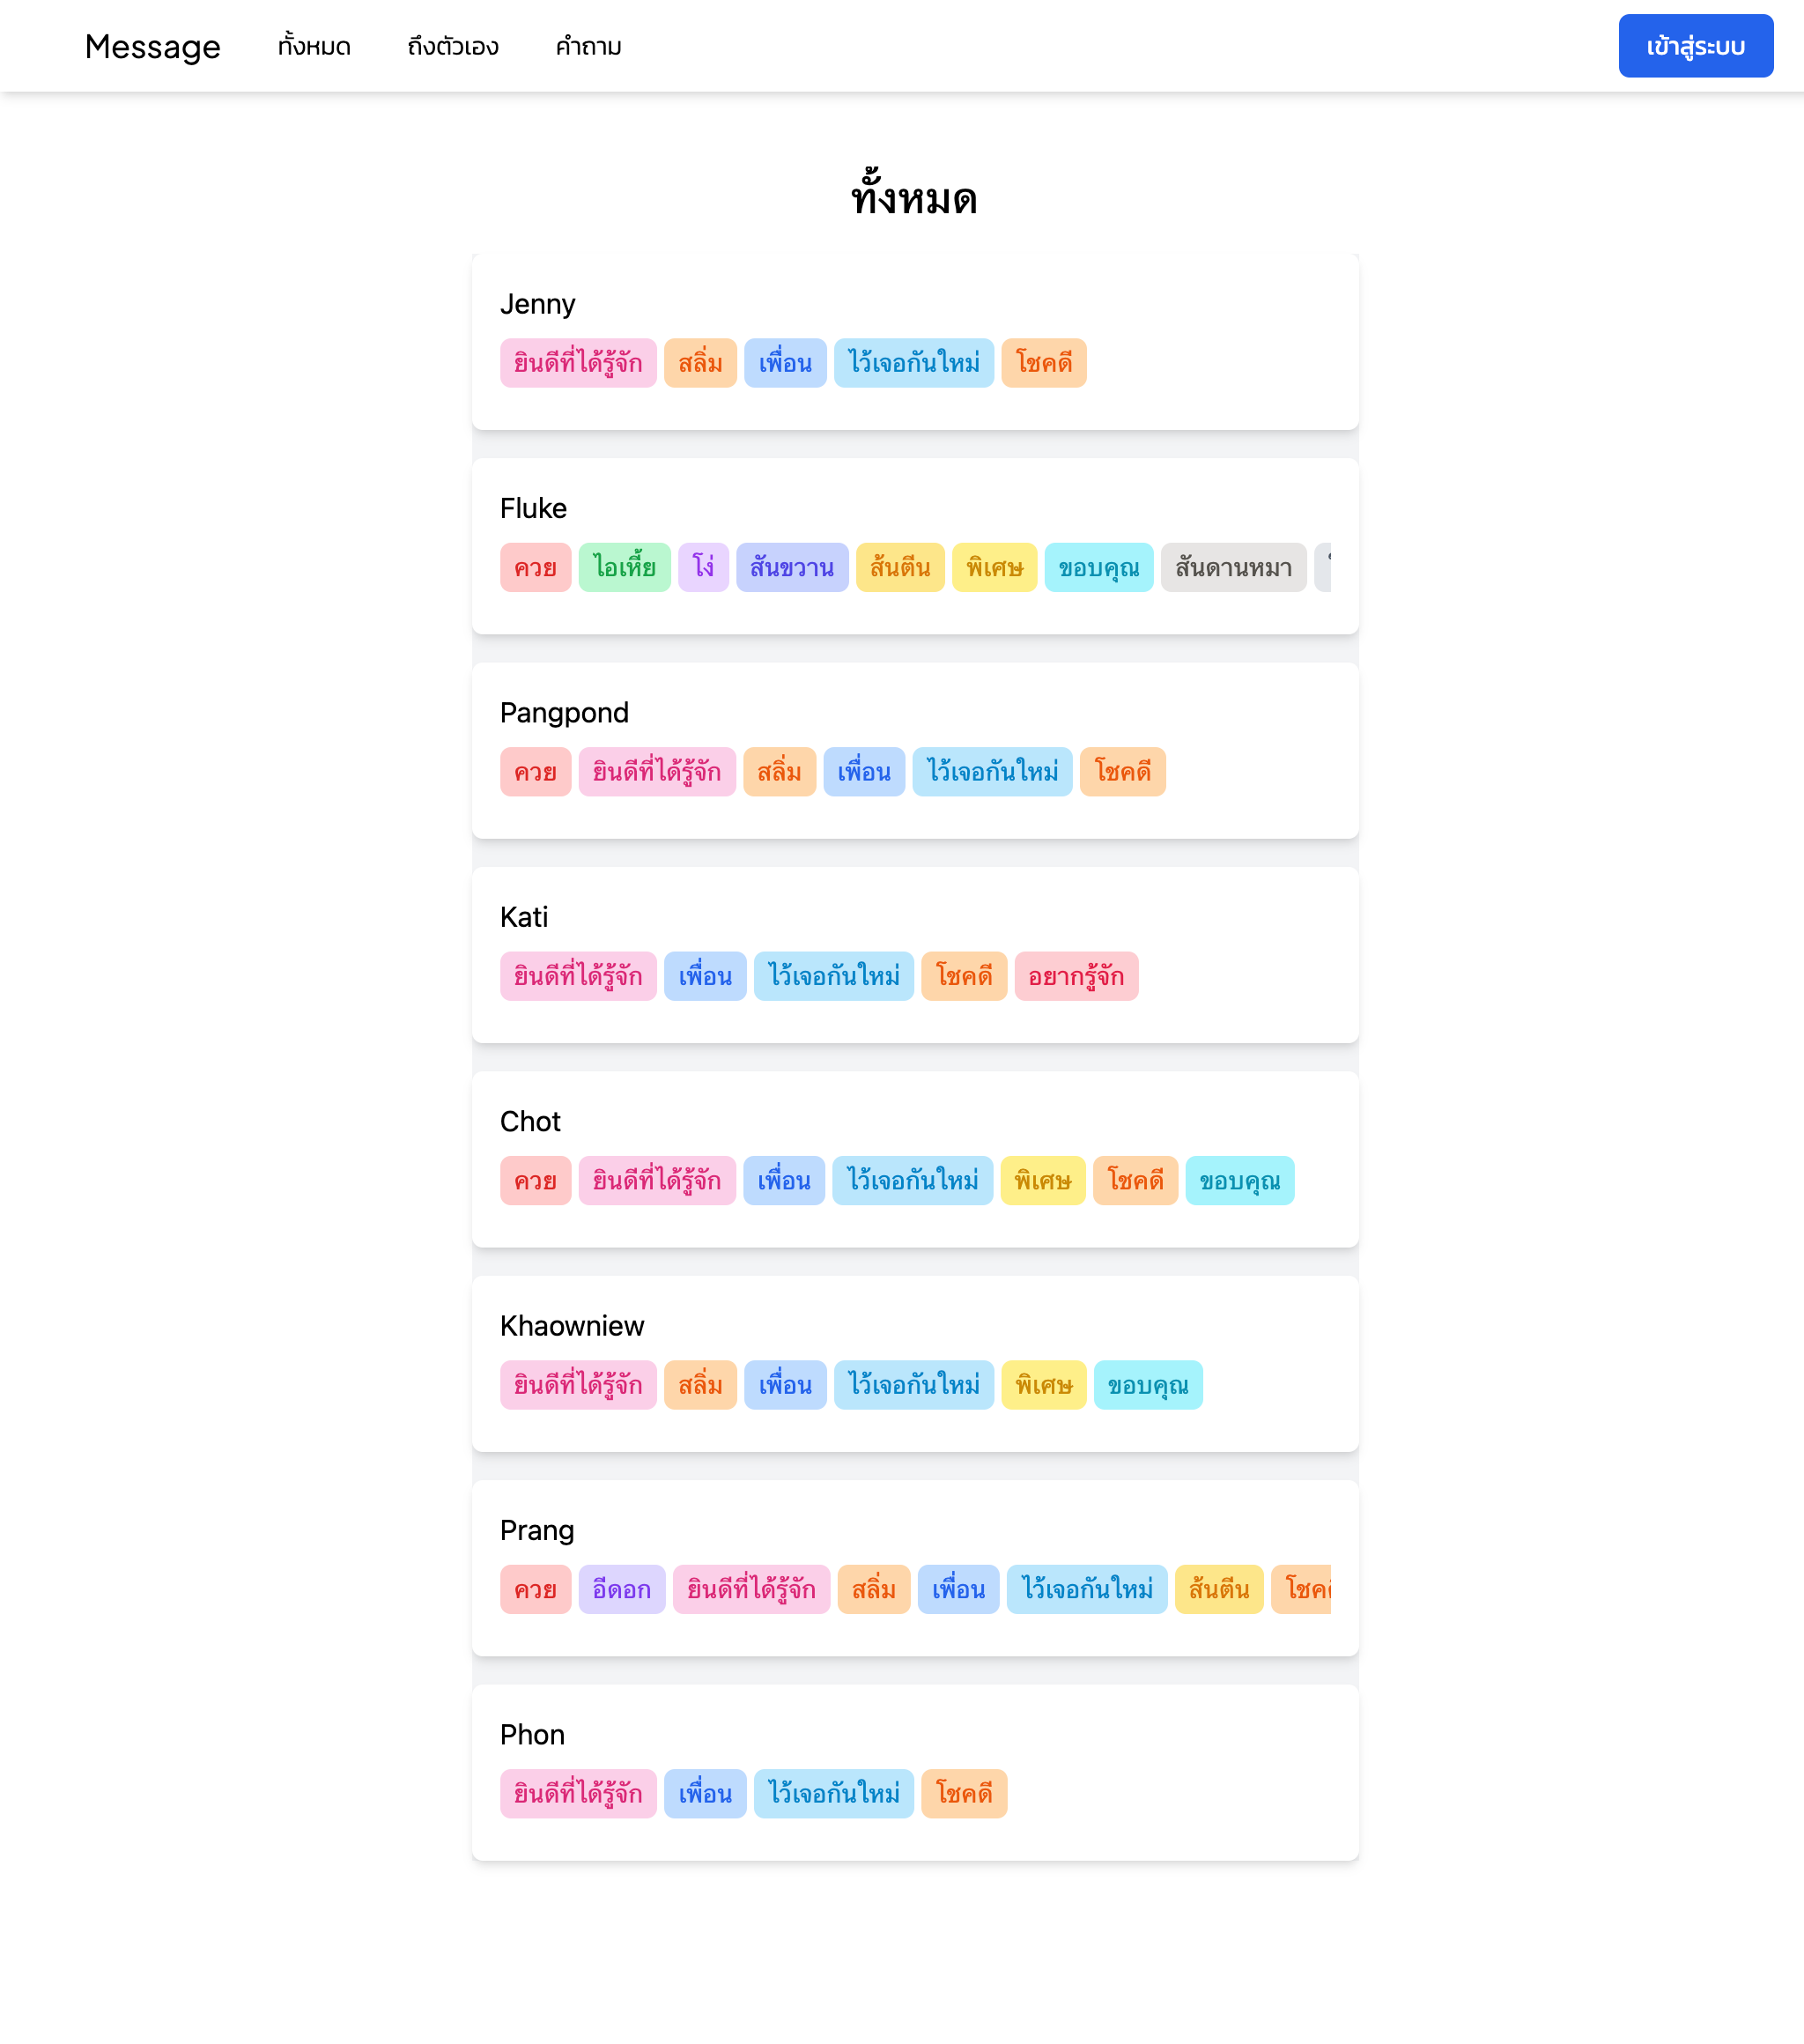 Message ทั้งหมด ถึงตัวเอง คำถาม เข้าสู่ระบบ
ทั้งหมด
Jenny
ยินดีที่ได้รู้จัก สลิ่ม เพื่อน ไว้เจอกันใหม่ โชคดี
Fluke
ควย ไอเหี้ย โง่ สันขวาน ส้นตีน พิเศษ ขอบคุณ สันดานหมา
Pangpond
ควย ยินดีที่ได้รู้จัก สลิ่ม เพื่อน ไว้เจอกันใหม่ โชคดี
Kati
ยินดีที่ได้รู้จัก เพื่อน ไว้เจอกันใหม่ โชคดี อยากรู้จัก
Chot
ควย ยินดีที่ได้รู้จัก เพื่อน ไว้เจอกันใหม่ พิเศษ โชคดี ขอบคุณ
Khaowniew
ยินดีที่ได้รู้จัก สลิ่ม เพื่อน ไว้เจอกันใหม่ พิเศษ ขอบคุณ
Prang
ควย อีดอก ยินดีที่ได้รู้จัก สลิ่ม เพื่อน ไว้เจอกันใหม่ ส้นตีน
Phon
ยินดีที่ได้รู้จัก เพื่อน ไว้เจอกันใหม่ โชคดี